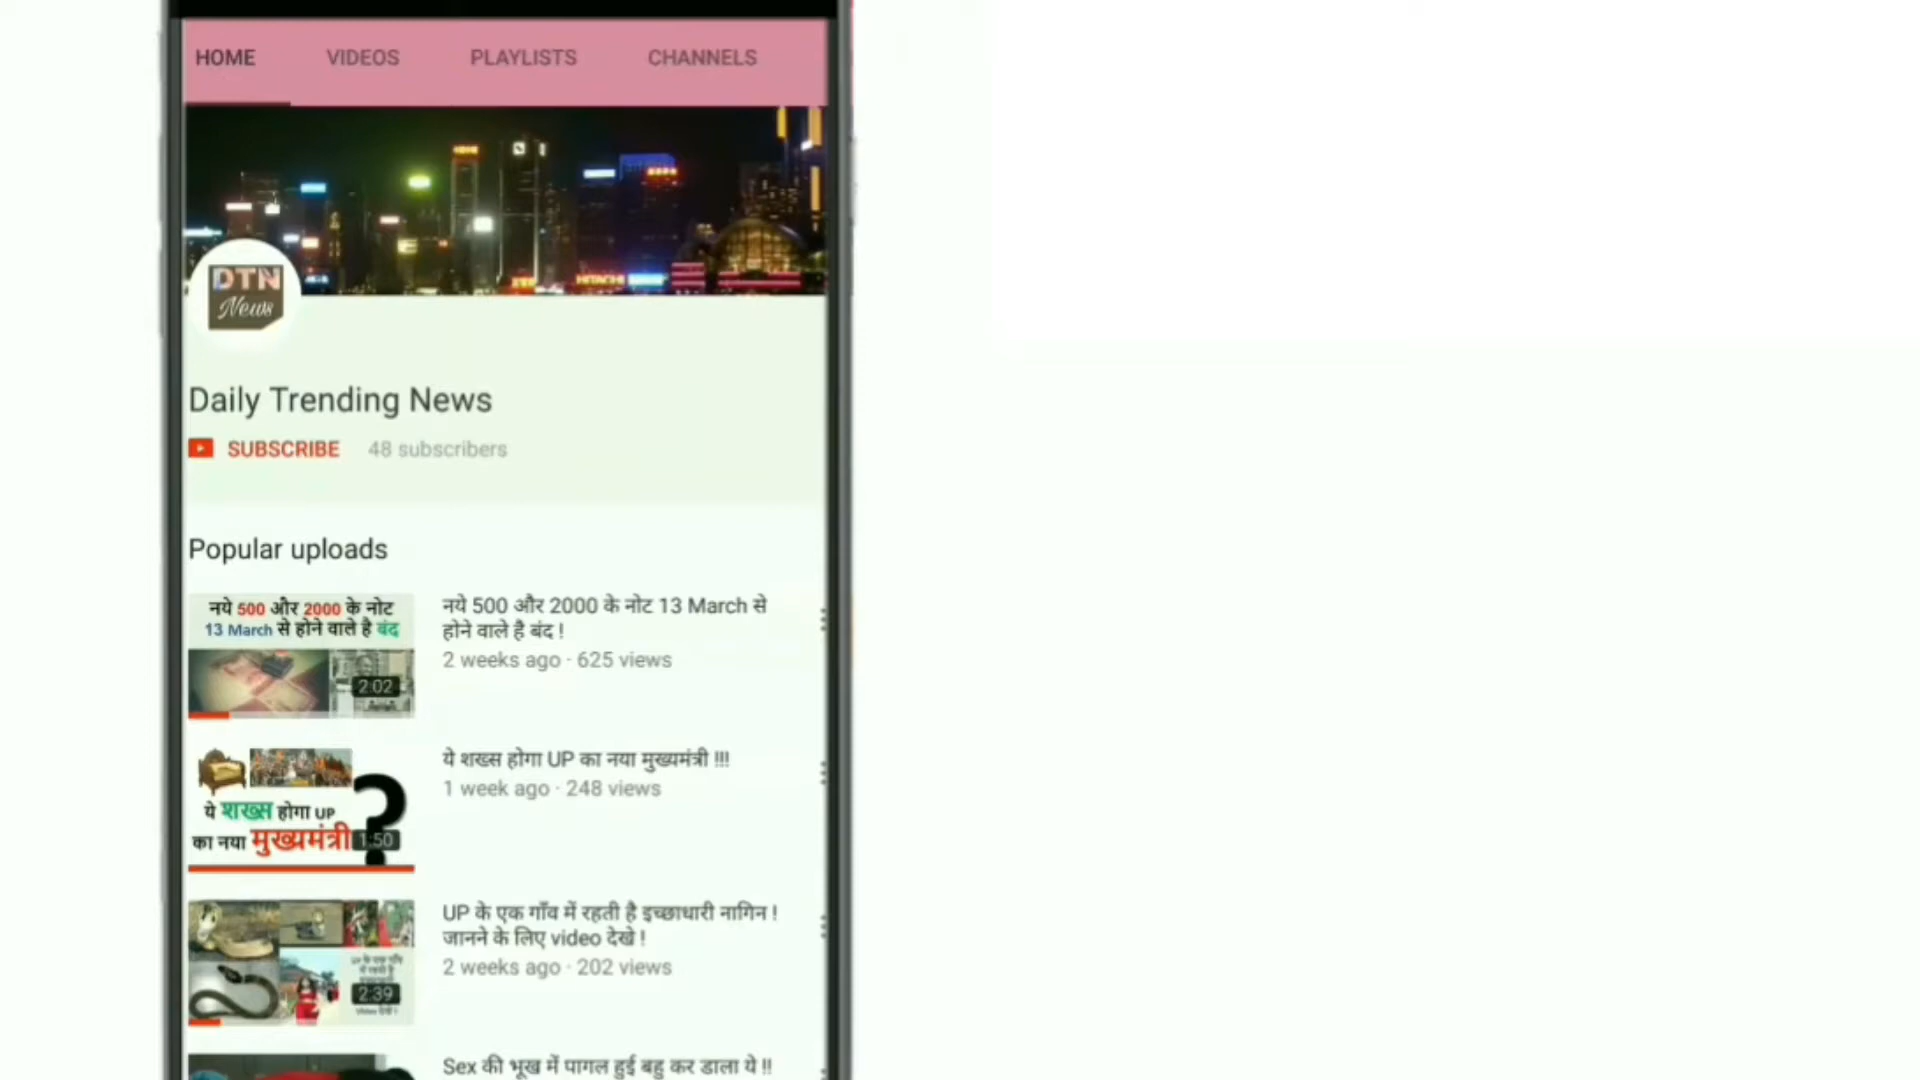 HOME VIDEOS PLAYLISTS CHANNELS
HITACHI
DTN
News
Daily Trending News
SUBSCRIBE 48 subscribers
Popular uploads
नये 500 और 2000 के नोट
13 March से होने वाले है बंद
2:02
नये 500 और 2000 के नोट 13 March से
होने वाले है बंद !
2 weeks ago · 625 views
ये शख्स होगा UP
का नया मुख्यमंत्री
?
1:50
ये शख्स होगा UP का नया मुख्यमंत्री !!!
1 week ago · 248 views
2:39
UP के एक गाँव में रहती है इच्छाधारी नागिन !
जानने के लिए video देखे !
2 weeks ago · 202 views
Sex की भूख में पागल हुई बहु कर डाला ये !!